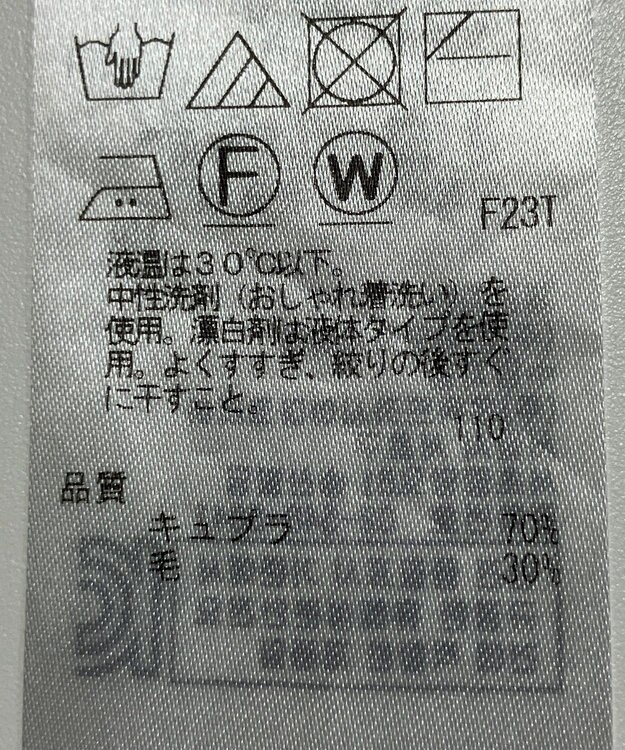 F W F23T
液温は30℃以下。
中性洗剤（おしゃれ着洗い）を
使用。漂白剤は液体タイプを使
用。よくすすぎ、絞りの後すぐ
に干すこと。
110
品質
キュプラ 70%
毛 30%